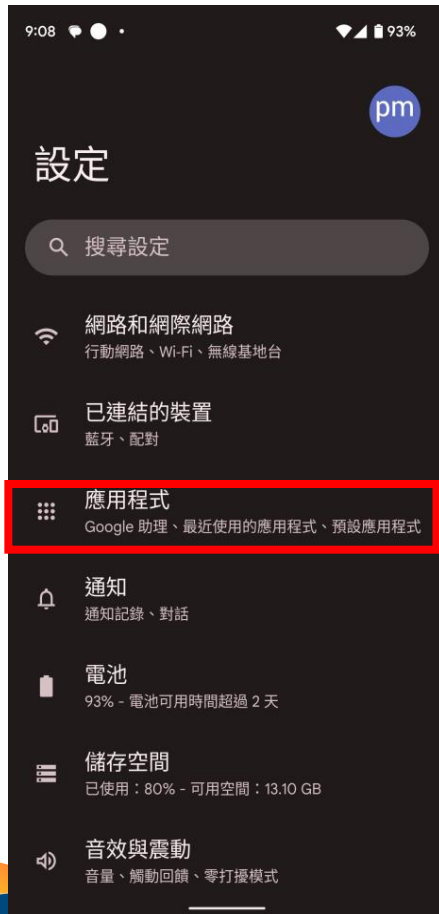 9:08
93%
pm
設定
搜尋設定
網路和網際網路
行動網路、Wi-Fi、無線基地台
已連結的裝置
藍牙、配對
應用程式
Google 助理、最近使用的應用程式、預設應用程式
通知
通知記錄、對話
電池
93% - 電池可用時間超過 2 天
儲存空間
已使用：80% - 可用空間：13.10 GB
音效與震動
音量、觸動回饋、零打擾模式